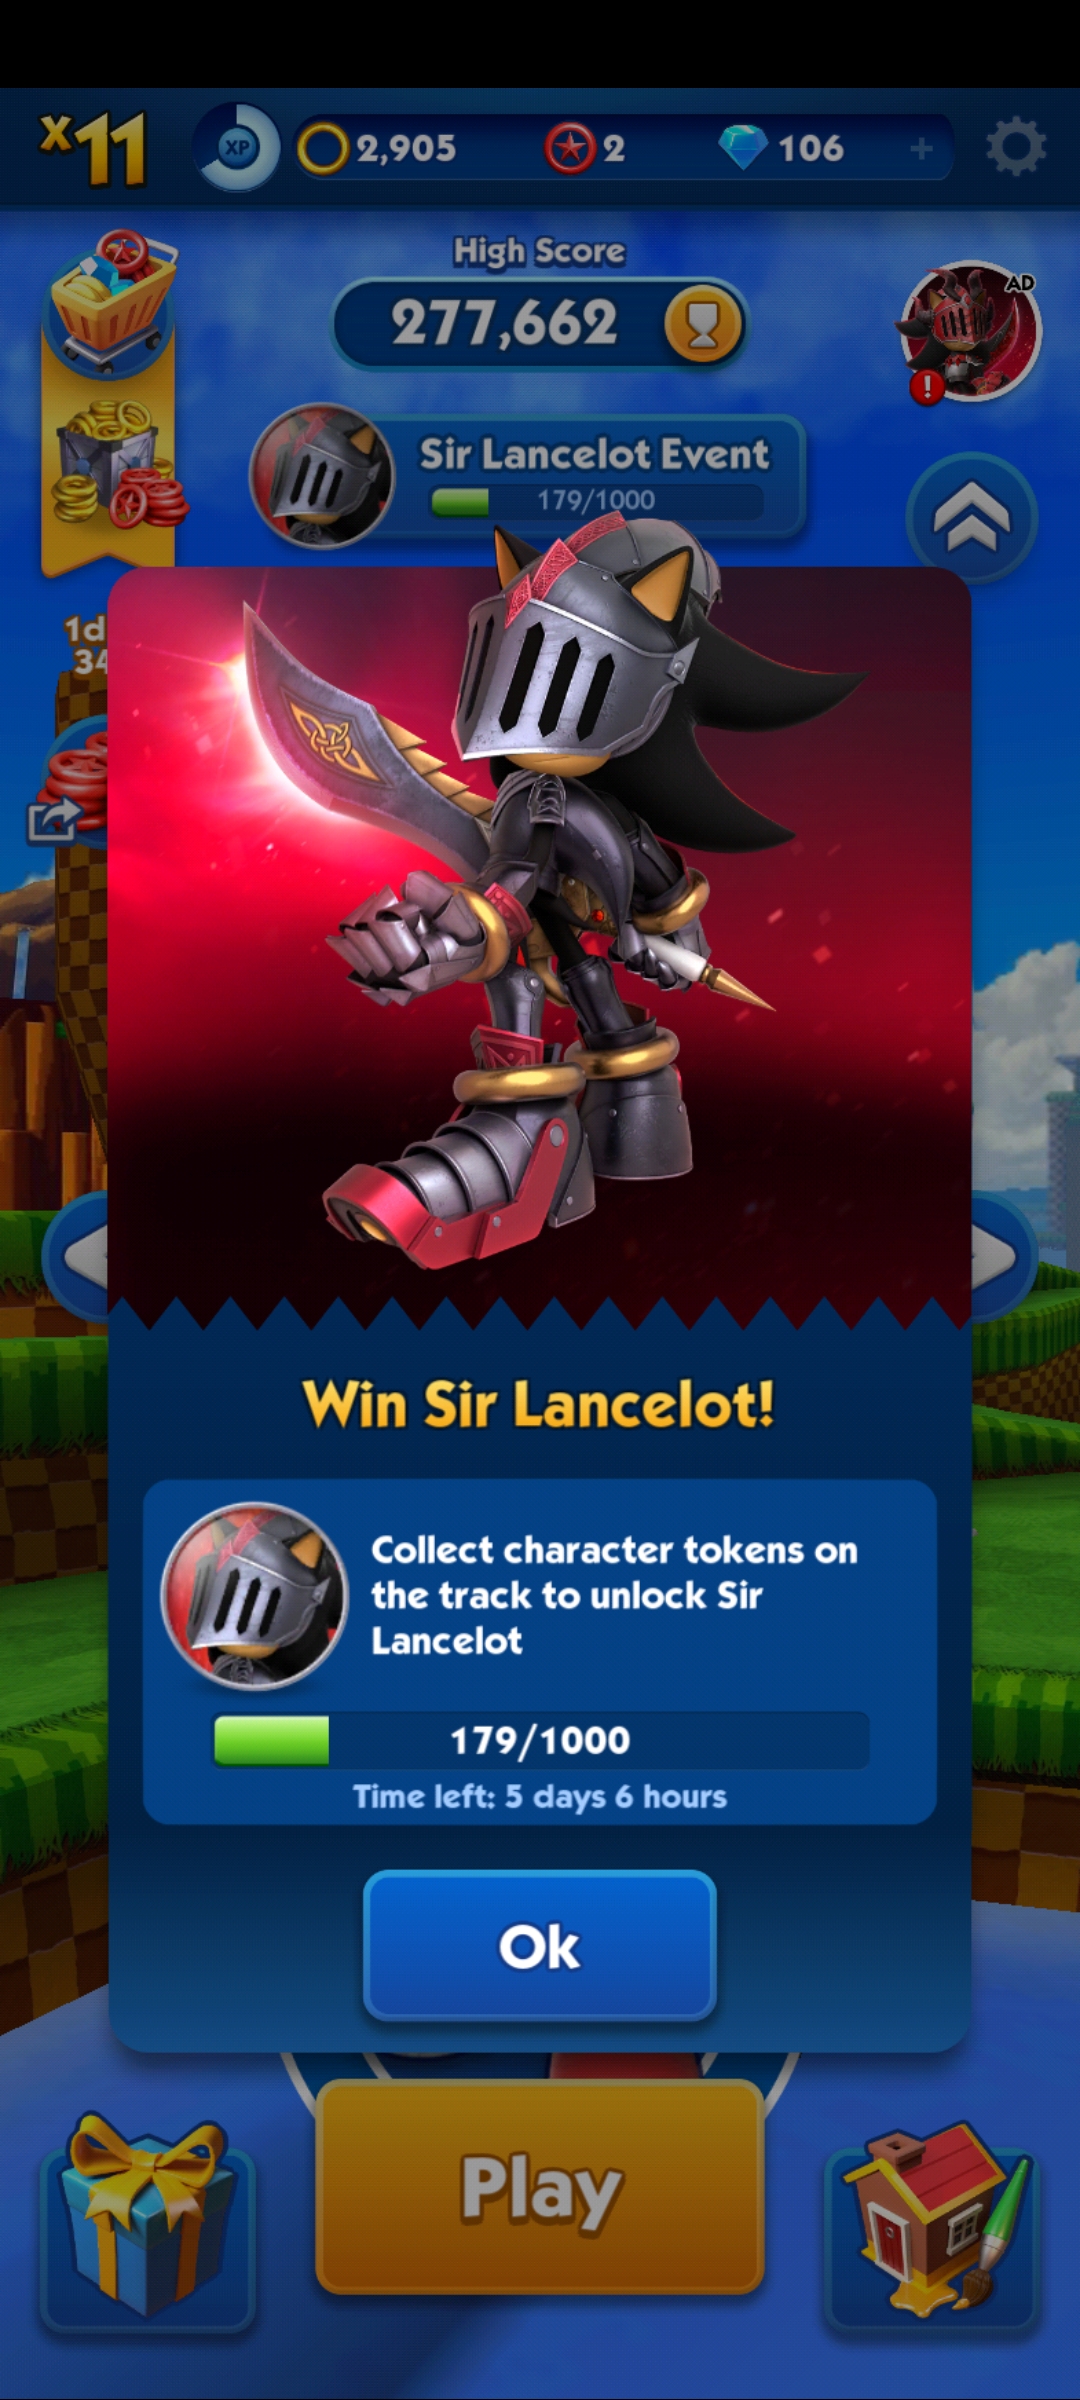 x11
XP
2,905
2
106
+
High Score
277,662
AD
!
Sir Lancelot Event
179/1000
1d
34
Win Sir Lancelot!
Collect character tokens on
the track to unlock Sir
Lancelot
179/1000
Time left: 5 days 6 hours
Ok
Play